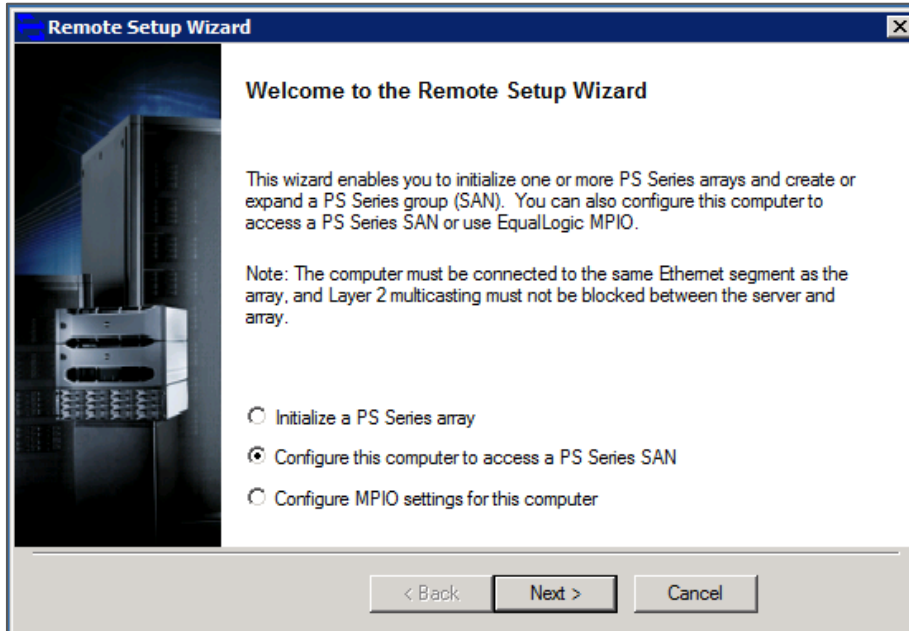 Remote Setup Wizard
Welcome to the Remote Setup Wizard
This wizard enables you to initialize one or more PS Series arrays and create or
expand a PS Series group (SAN).  You can also configure this computer to
access a PS Series SAN or use EqualLogic MPIO.
Note: The computer must be connected to the same Ethernet segment as the
array, and Layer 2 multicasting must not be blocked between the server and
array.
Initialize a PS Series array
Configure this computer to access a PS Series SAN
Configure MPIO settings for this computer
< Back
Next >
Cancel